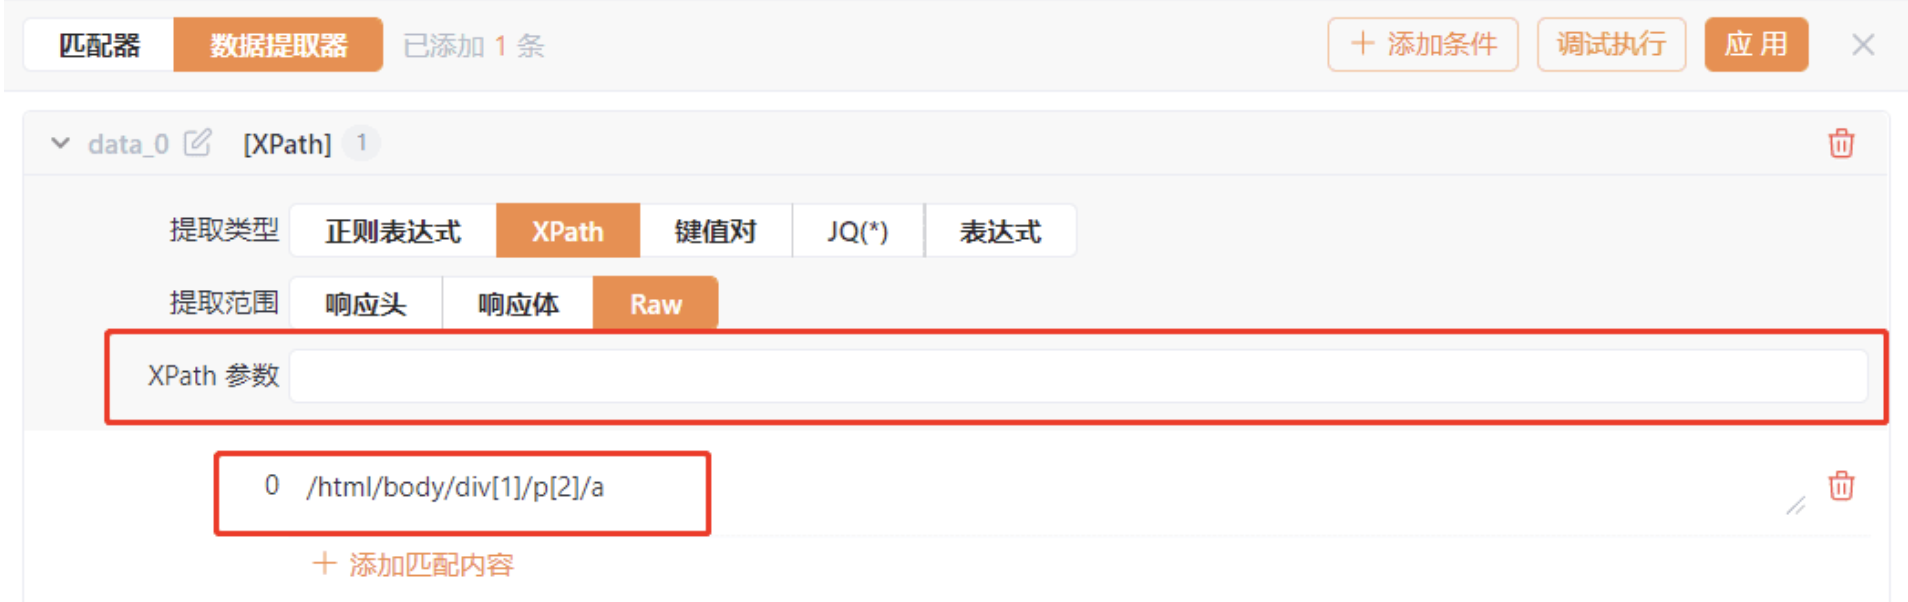 匹配器 数据提取器 已添加 1 条 + 添加条件 调试执行 应用
data_0 [XPath] 1
提取类型 正则表达式 XPath 键值对 JQ(*) 表达式
提取范围 响应头 响应体 Raw
XPath 参数
0 /html/body/div[1]/p[2]/a
+ 添加匹配内容